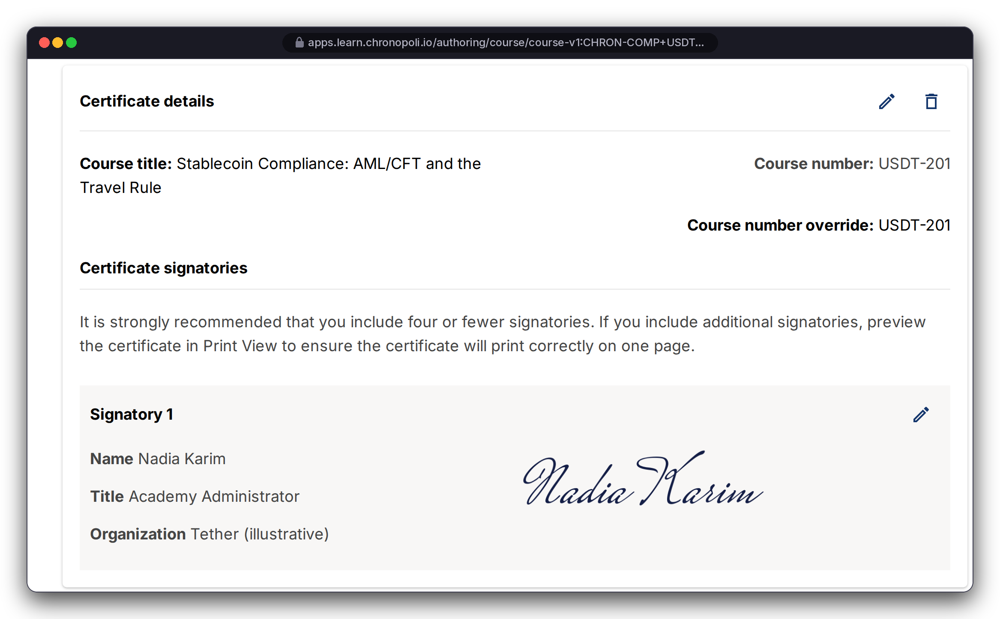 apps.learn.chronopoli.io/authoring/course/course-v1:CHRON-COMP+USDT...
Certificate details
Course title: Stablecoin Compliance: AML/CFT and the
Travel Rule
Course number: USDT-201
Course number override: USDT-201
Certificate signatories
It is strongly recommended that you include four or fewer signatories. If you include additional signatories, preview
the certificate in Print View to ensure the certificate will print correctly on one page.
Signatory 1
Name Nadia Karim
Title Academy Administrator
Organization Tether (illustrative)
Nadia Karim